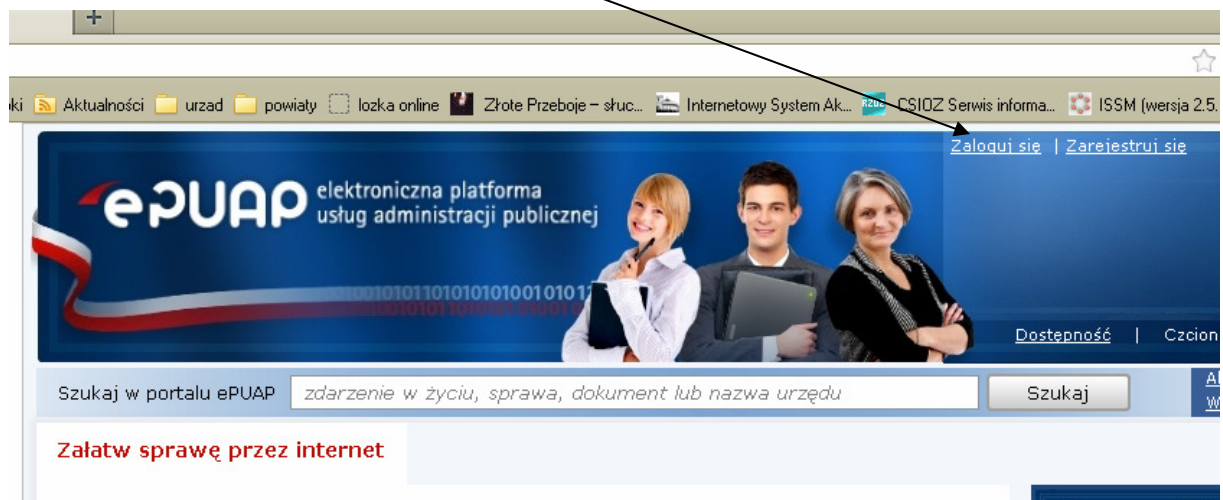 +
ki Aktualności urzad powiaty lozka online Złote Przeboje – słuc... Internetowy System Ak... RZOZ CSIOZ Serwis informa... ISSM (wersja 2.5.
Zaloguj się | Zarejestruj się
ePUAP elektroniczna platforma
usług administracji publicznej
Dostępność | Czcion
Szukaj w portalu ePUAP zdarzenie w życiu, sprawa, dokument lub nazwa urzędu Szukaj
Załatw sprawę przez internet